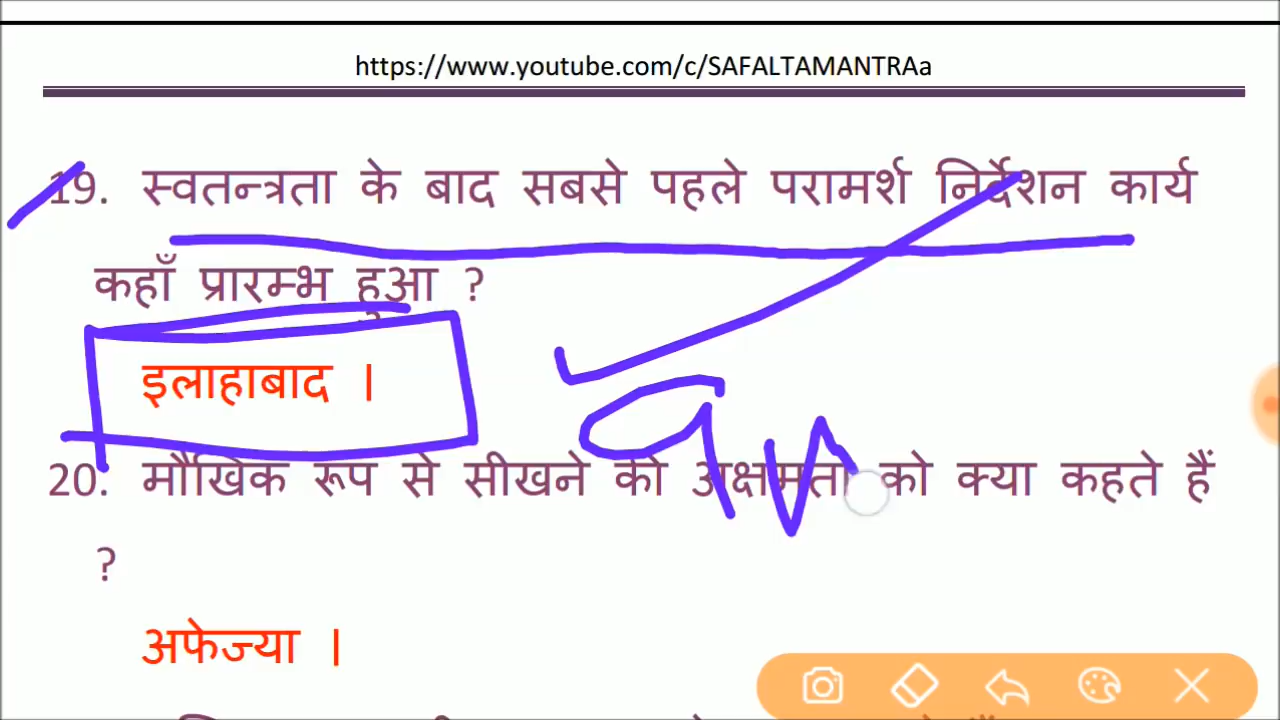 https://www.youtube.com/c/SAFALTAMANTRAa
19. स्वतन्त्रता के बाद सबसे पहले परामर्श निर्देशन कार्य
कहाँ प्रारम्भ हुआ ?
इलाहाबाद ।
20. मौखिक रूप से सीखने की अक्षमता को क्या कहते हैं
?
अफेज्या ।